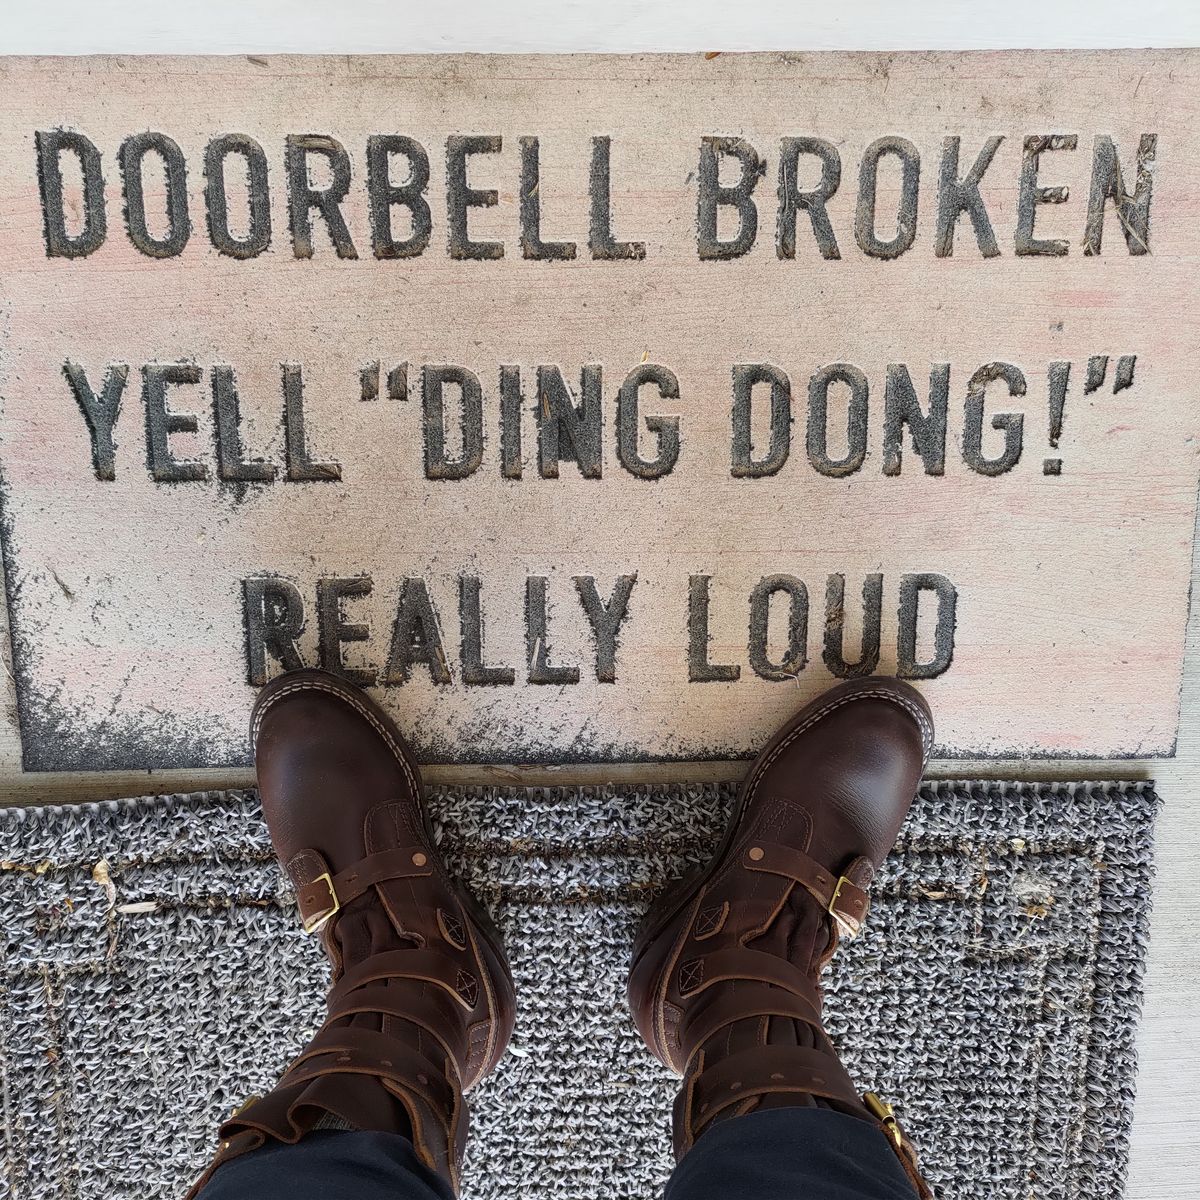 DOORBELL BROKEN
YELL “DING DONG!”
REALLY LOUD